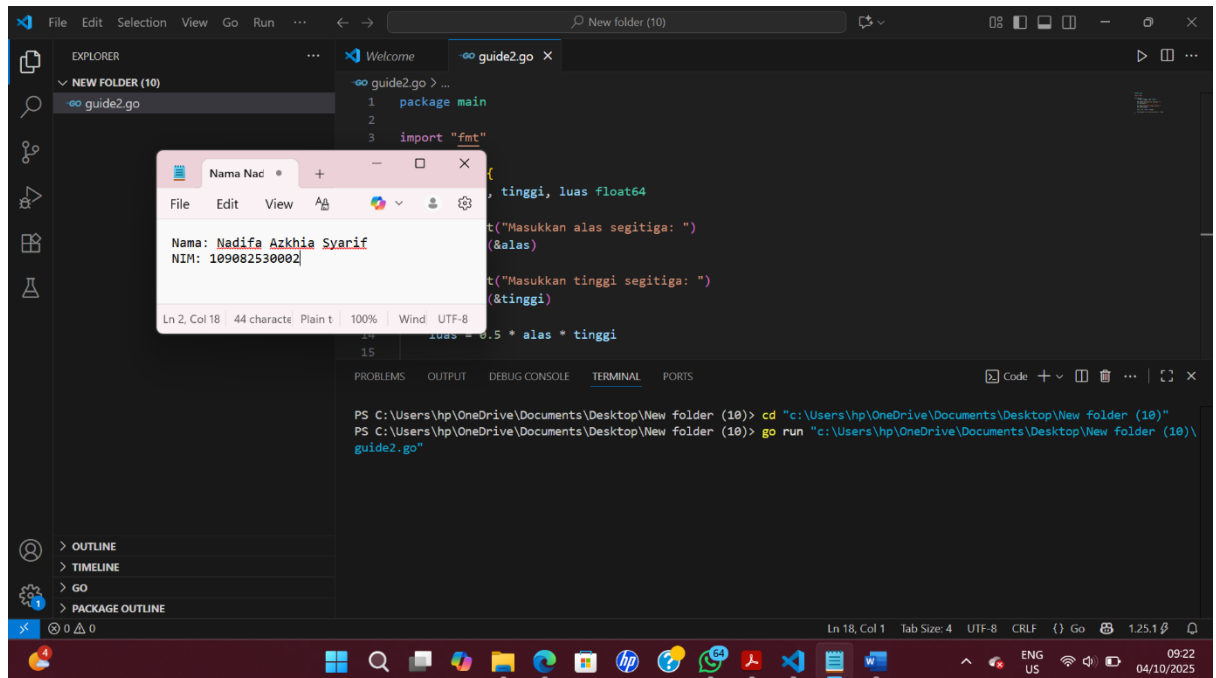 File Edit Selection View Go Run ... New folder (10)
EXPLORER ...
NEW FOLDER (10)
guide2.go
Welcome
guide2.go
guide2.go > ...
1 package main
2
3 import "fmt"
{
, tinggi, luas float64
t("Masukkan alas segitiga: ")
(&alas)
t("Masukkan tinggi segitiga: ")
(&tinggi)
= 0.5 * alas * tinggi
15
Nama Nad
File Edit View
Nama: Nadifa Azkhia Syarif
NIM: 109082530002
Ln 2, Col 18 44 characte Plain t 100% Wind UTF-8
PROBLEMS OUTPUT DEBUG CONSOLE TERMINAL PORTS Code
PS C:\Users\hp\OneDrive\Documents\Desktop\New folder (10)> cd "c:\Users\hp\OneDrive\Documents\Desktop\New folder (10)"
PS C:\Users\hp\OneDrive\Documents\Desktop\New folder (10)> go run "c:\Users\hp\OneDrive\Documents\Desktop\New folder (10)\
guide2.go"
OUTLINE
TIMELINE
GO
PACKAGE OUTLINE
0 0 Ln 18, Col 1 Tab Size: 4 UTF-8 CRLF {} Go 1.25.1
4 hp 64 ENG 09:22
US 04/10/2025